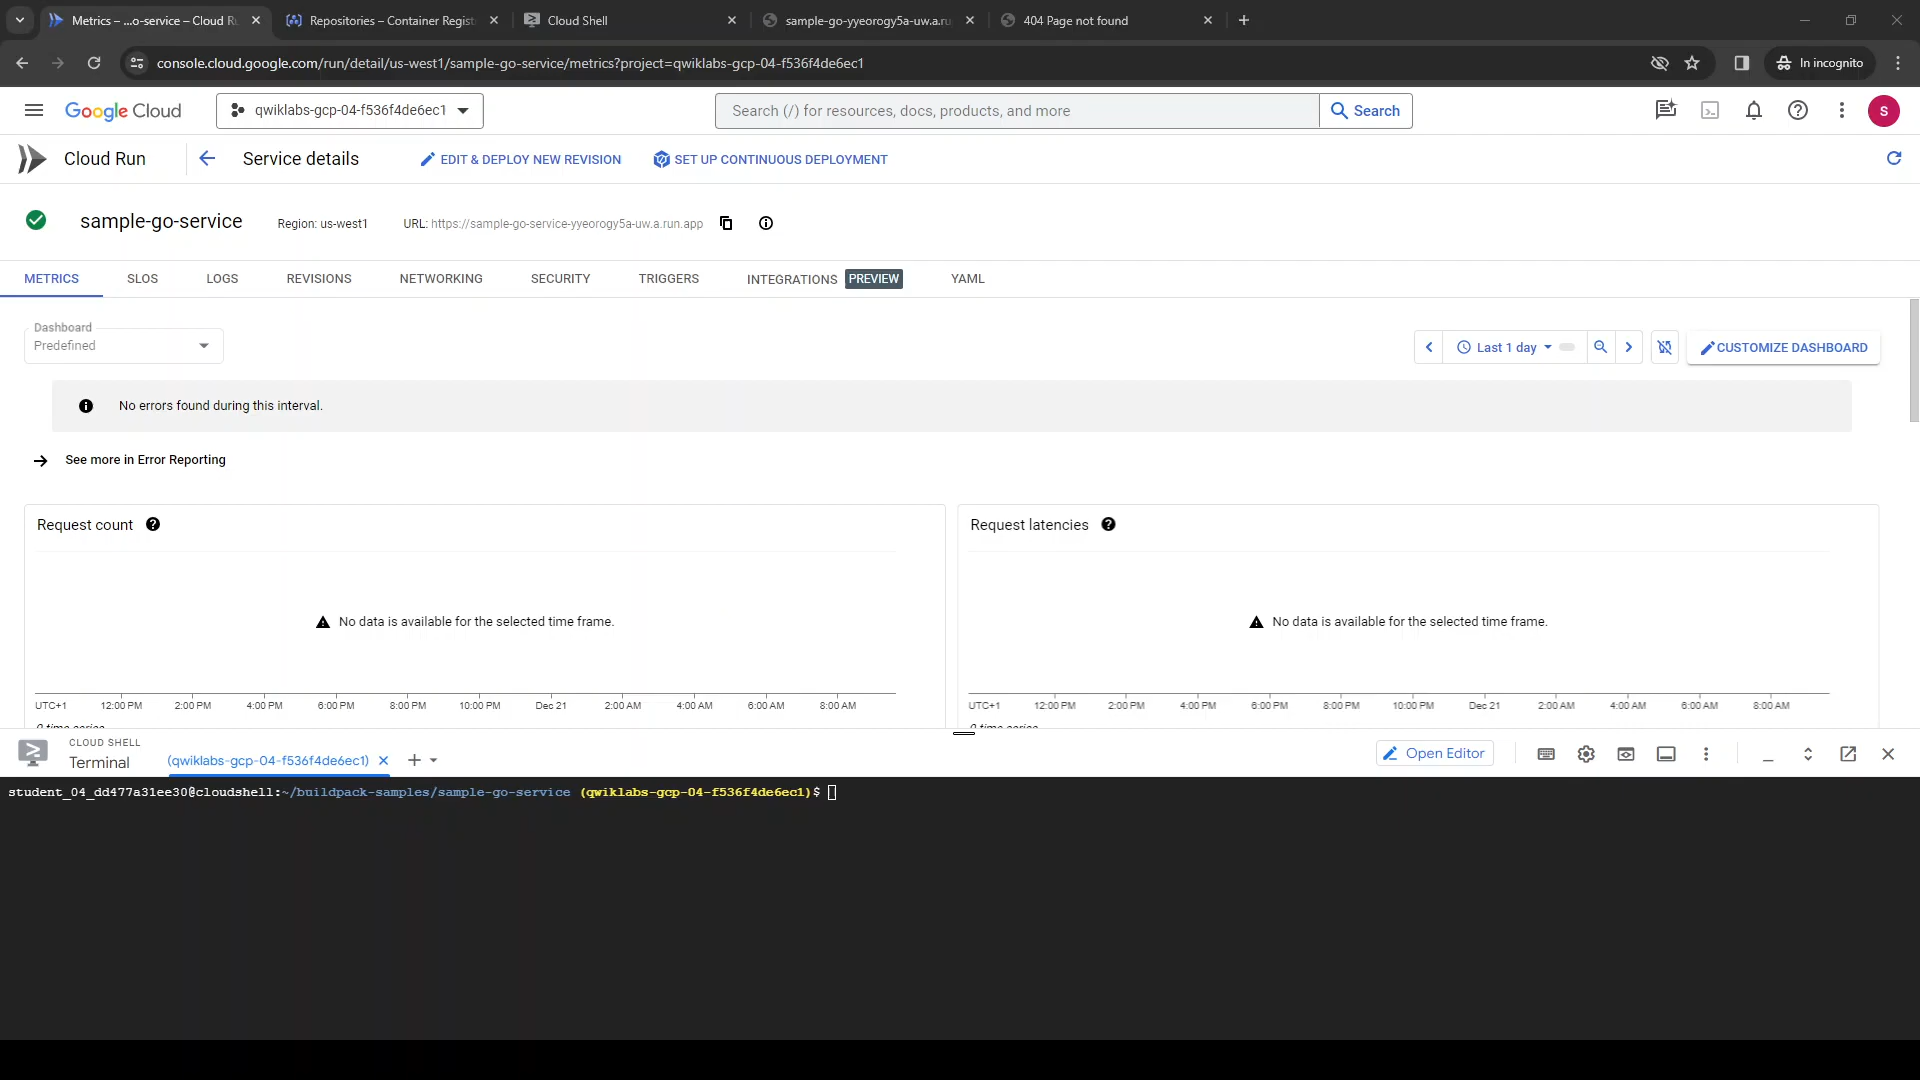 Metrics – ...o-service – Cloud Ru
Repositories – Container Regist
Cloud Shell
sample-go-yyeorogy5a-uw.a.ru
404 Page not found
console.cloud.google.com/run/detail/us-west1/sample-go-service/metrics?project=qwiklabs-gcp-04-f536f4de6ec1
In incognito
Google Cloud
qwiklabs-gcp-04-f536f4de6ec1
Search (/) for resources, docs, products, and more
Search
S
Cloud Run
Service details
EDIT & DEPLOY NEW REVISION
SET UP CONTINUOUS DEPLOYMENT
sample-go-service
Region: us-west1
URL: https://sample-go-service-yyeorogy5a-uw.a.run.app
METRICS
SLOS
LOGS
REVISIONS
NETWORKING
SECURITY
TRIGGERS
INTEGRATIONS PREVIEW
YAML
Dashboard
Predefined
Last 1 day
CUSTOMIZE DASHBOARD
No errors found during this interval.
See more in Error Reporting
Request count
No data is available for the selected time frame.
UTC+1 12:00 PM 2:00 PM 4:00 PM 6:00 PM 8:00 PM 10:00 PM Dec 21 2:00 AM 4:00 AM 6:00 AM 8:00 AM
0 time series
Request latencies
No data is available for the selected time frame.
UTC+1 12:00 PM 2:00 PM 4:00 PM 6:00 PM 8:00 PM 10:00 PM Dec 21 2:00 AM 4:00 AM 6:00 AM 8:00 AM
0 time series
CLOUD SHELL
Terminal
(qwiklabs-gcp-04-f536f4de6ec1)
Open Editor
student_04_dd477a31ee30@cloudshell:~/buildpack-samples/sample-go-service (qwiklabs-gcp-04-f536f4de6ec1)$